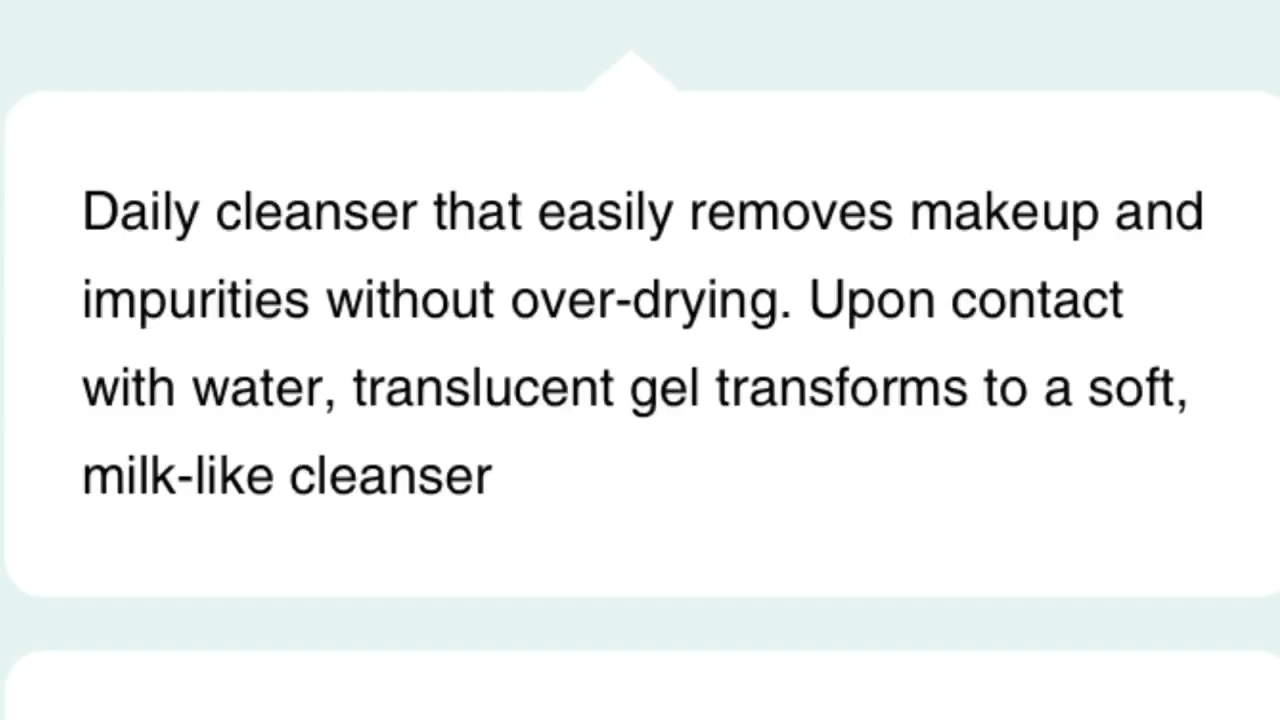 Daily cleanser that easily removes makeup and
impurities without over-drying. Upon contact
with water, translucent gel transforms to a soft,
milk-like cleanser